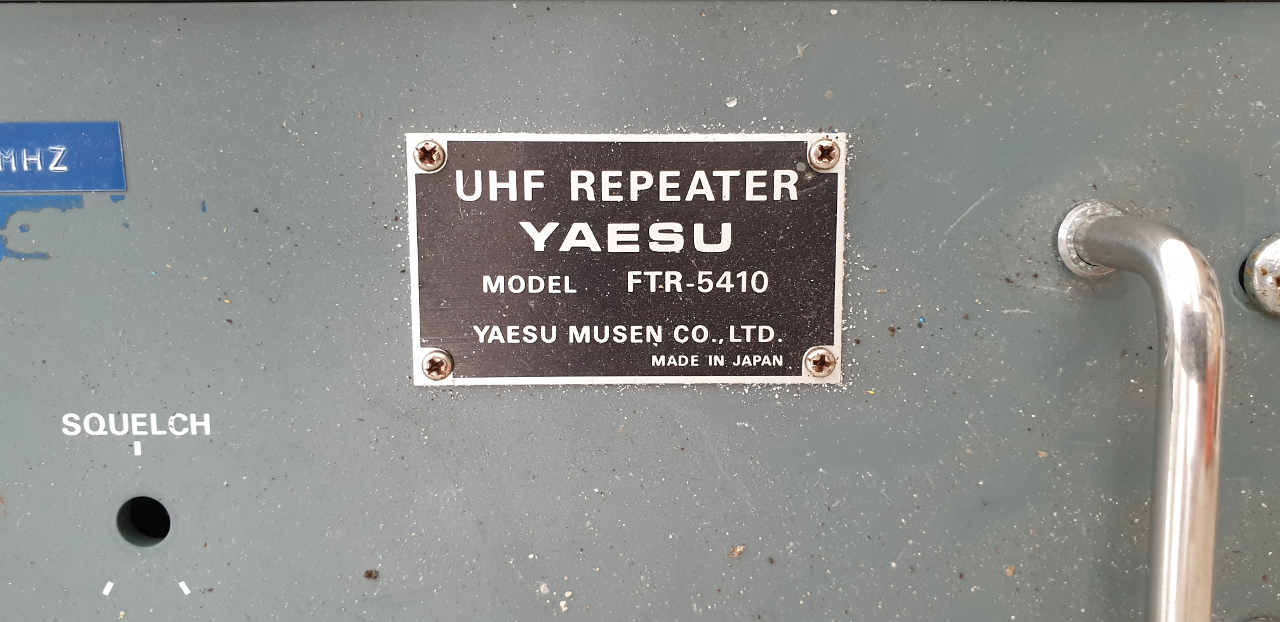 MHZ
UHF REPEATER
YAESU
MODEL FTR-5410
YAESU MUSEN CO.,LTD.
MADE IN JAPAN
SQUELCH